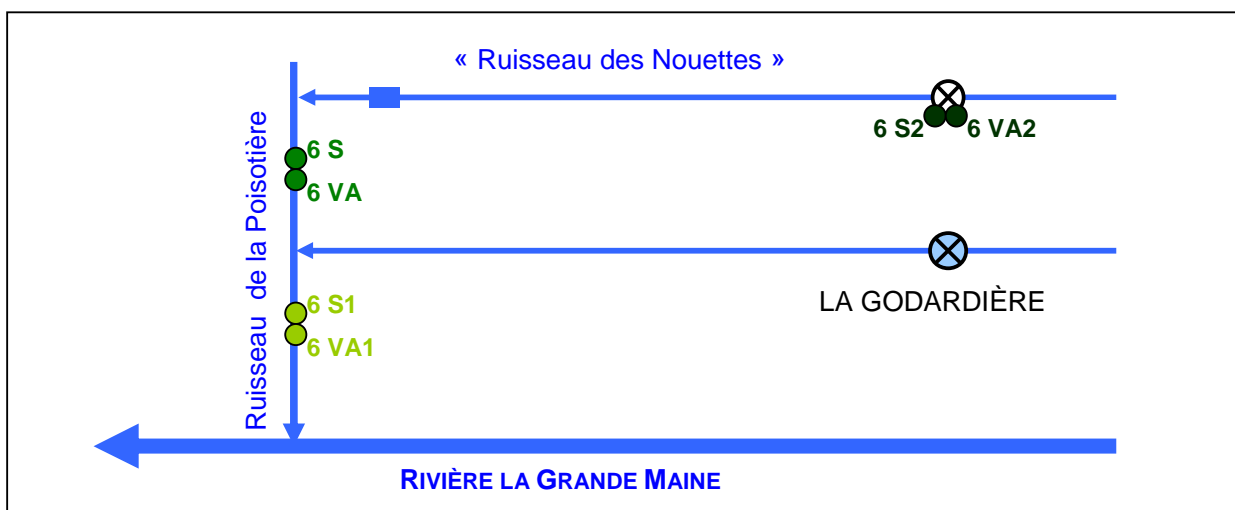 « Ruisseau des Nouettes »
6 S2
6 VA2
6 S
6 VA
Ruisseau de la Poisotière
LA GODARDIÈRE
6 S1
6 VA1
RIVIÈRE LA GRANDE MAINE